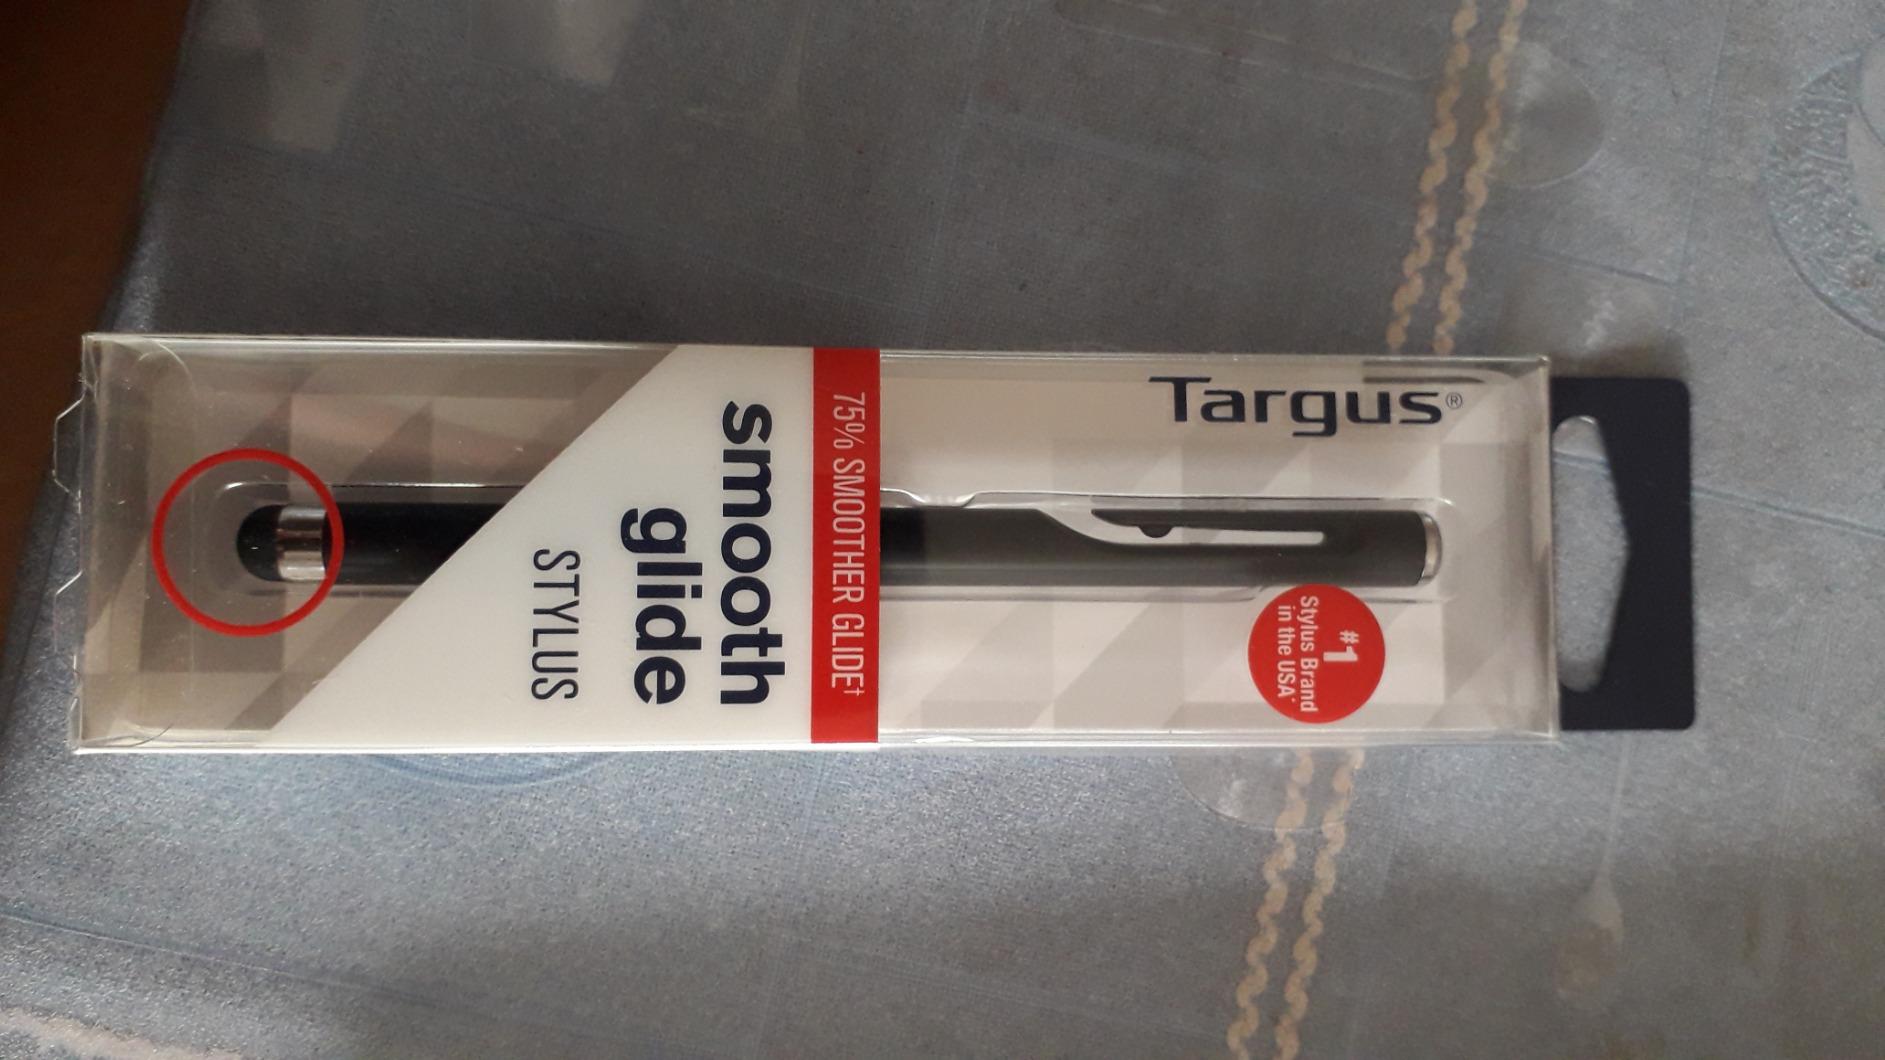 Targus®
75% SMOOTHER GLIDE†
smooth
glide
STYLUS
#1
Stylus Brand
in the USA*